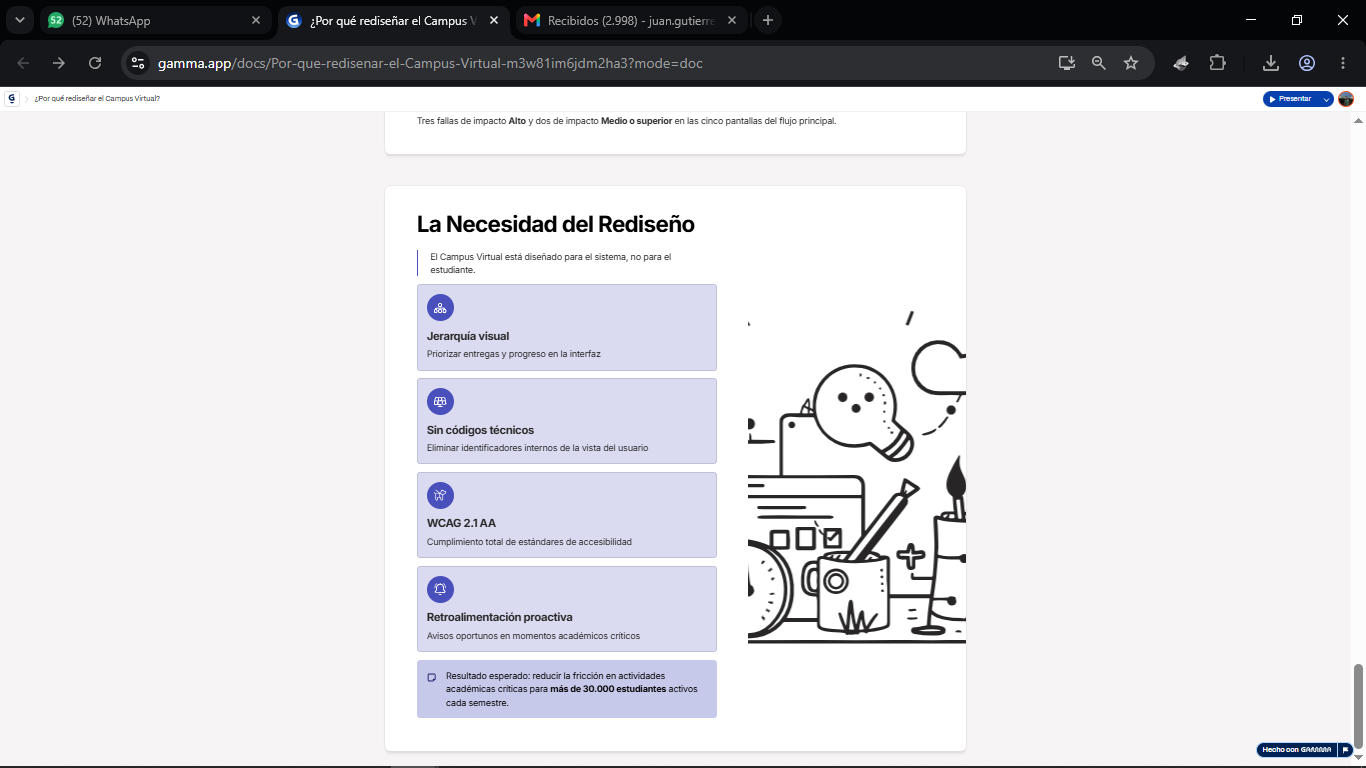 52
(52) WhatsApp
¿Por qué rediseñar el Campus V
Recibidos (2.998) - juan.gutierre
gamma.app/docs/Por-que-redisenar-el-Campus-Virtual-m3w81im6jdm2ha3?mode=doc
¿Por qué rediseñar el Campus Virtual?
Presentar
Tres fallas de impacto Alto y dos de impacto Medio o superior en las cinco pantallas del flujo principal.
La Necesidad del Rediseño
El Campus Virtual está diseñado para el sistema, no para el
estudiante.
Jerarquía visual
Priorizar entregas y progreso en la interfaz
Sin códigos técnicos
Eliminar identificadores internos de la vista del usuario
WCAG 2.1 AA
Cumplimiento total de estándares de accesibilidad
Retroalimentación proactiva
Avisos oportunos en momentos académicos críticos
Resultado esperado: reducir la fricción en actividades
académicas críticas para más de 30.000 estudiantes activos
cada semestre.
Hecho con GAMMA